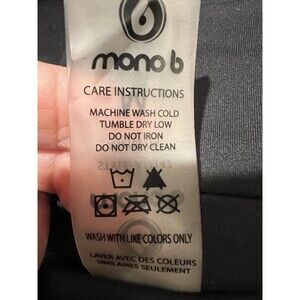 mono b
CARE INSTRUCTIONS
MACHINE WASH COLD
TUMBLE DRY LOW
DO NOT IRON
DO NOT DRY CLEAN
WASH WITH LIKE COLORS ONLY
LAVER AVEC DES COULEURS
SIMILAIRES SEULEMENT